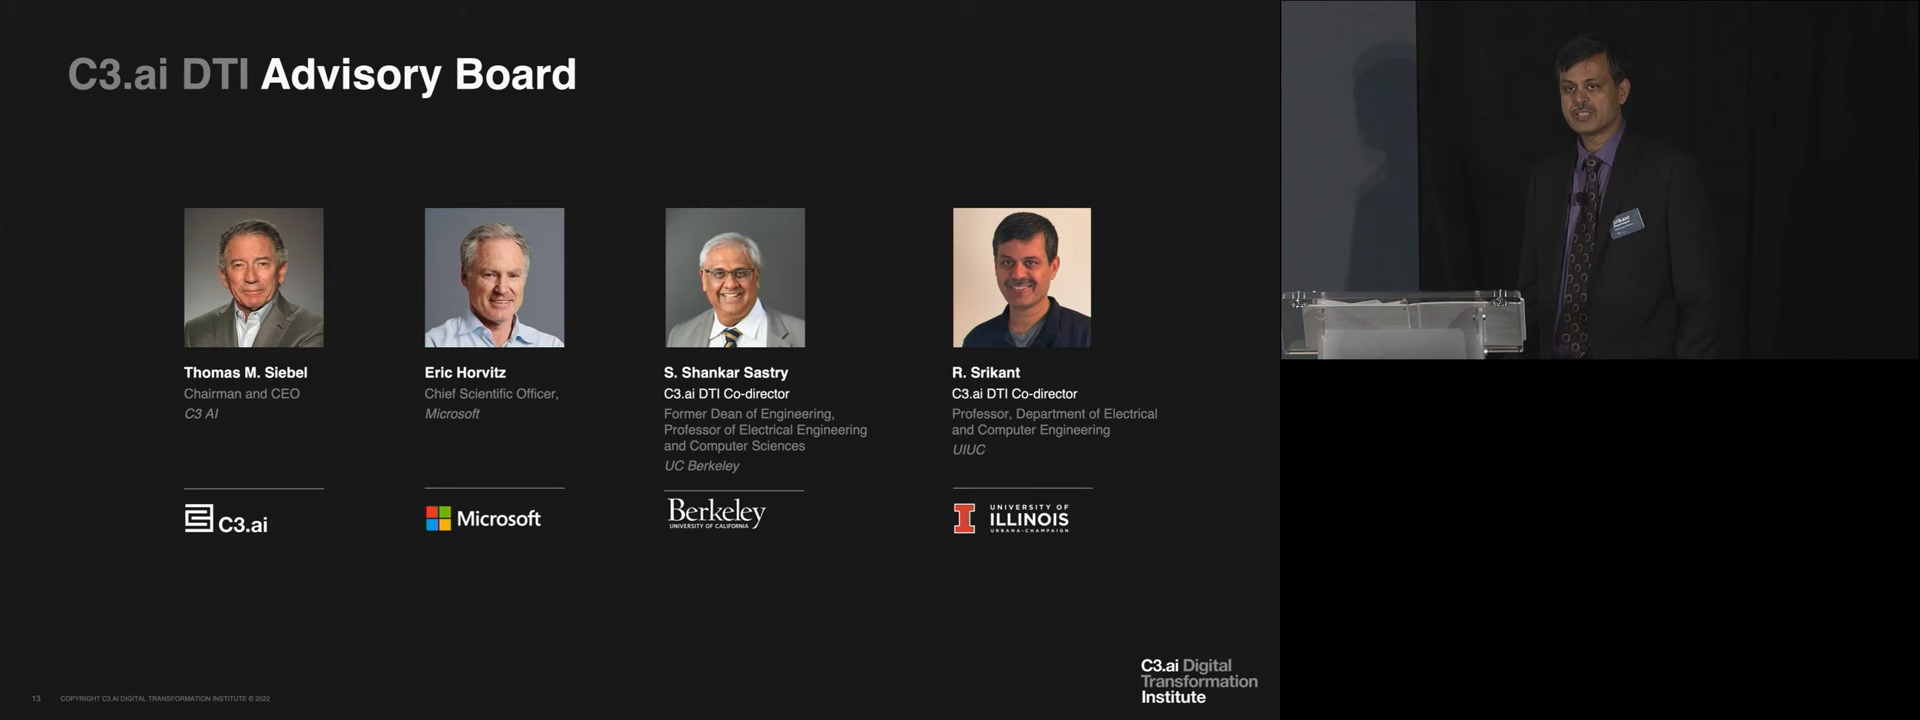 C3.ai DTI Advisory Board
Thomas M. Siebel
Chairman and CEO
C3 AI
C3.ai
Eric Horvitz
Chief Scientific Officer,
Microsoft
Microsoft
S. Shankar Sastry
C3.ai DTI Co-director
Former Dean of Engineering,
Professor of Electrical Engineering
and Computer Sciences
UC Berkeley
Berkeley
UNIVERSITY OF CALIFORNIA
R. Srikant
C3.ai DTI Co-director
Professor, Department of Electrical
and Computer Engineering
UIUC
I
UNIVERSITY OF
ILLINOIS
URBANA-CHAMPAIGN
C3.ai Digital
Transformation
Institute
13
COPYRIGHT C3.AI DIGITAL TRANSFORMATION INSTITUTE © 2022
Srikant